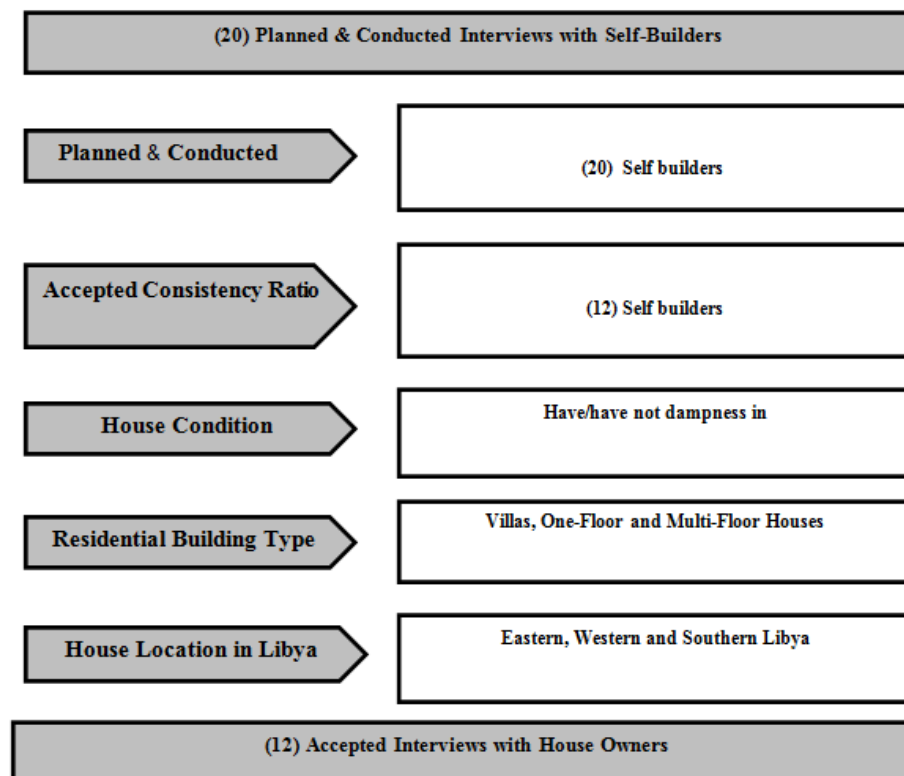 (20) Planned & Conducted Interviews with Self-Builders
Planned & Conducted
(20) Self builders
Accepted Consistency Ratio
(12) Self builders
House Condition
Have/have not dampness in
Residential Building Type
Villas, One-Floor and Multi-Floor Houses
House Location in Libya
Eastern, Western and Southern Libya
(12) Accepted Interviews with House Owners